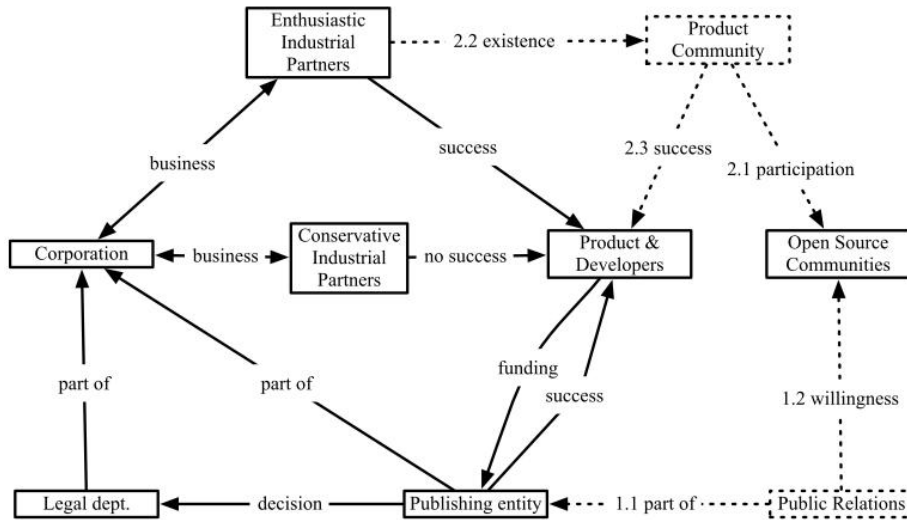 Enthusiastic
Industrial
Partners
2.2 existence
Product
Community
business
success
2.3 success
2.1 participation
Corporation
business
Conservative
Industrial
Partners
no success
Product &
Developers
Open Source
Communities
part of
part of
funding
success
1.2 willingness
Legal dept.
decision
Publishing entity
1.1 part of
Public Relations